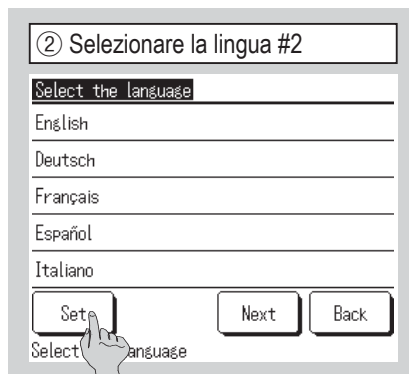 ② Selezionare la lingua #2
Select the language
English
Deutsch
Français
Español
Italiano
Set Next Back
Select anguage